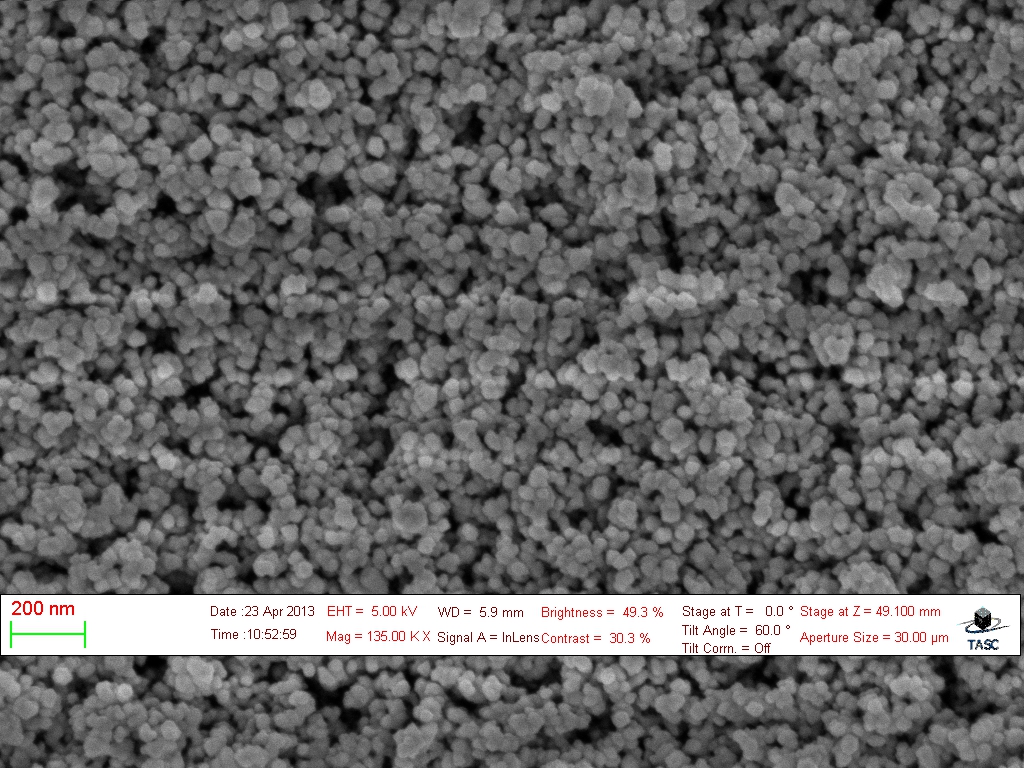 200 nm
Date :23 Apr 2013 EHT = 5.00 kV WD = 5.9 mm Brightness = 49.3 % Stage at T = 0.0 ° Stage at Z = 49.100 mm
Time :10:52:59 Mag = 135.00 K X Signal A = InLens Contrast = 30.3 % Tilt Angle = 60.0 ° Aperture Size = 30.00 µm
Tilt Corrn. = Off
TASC